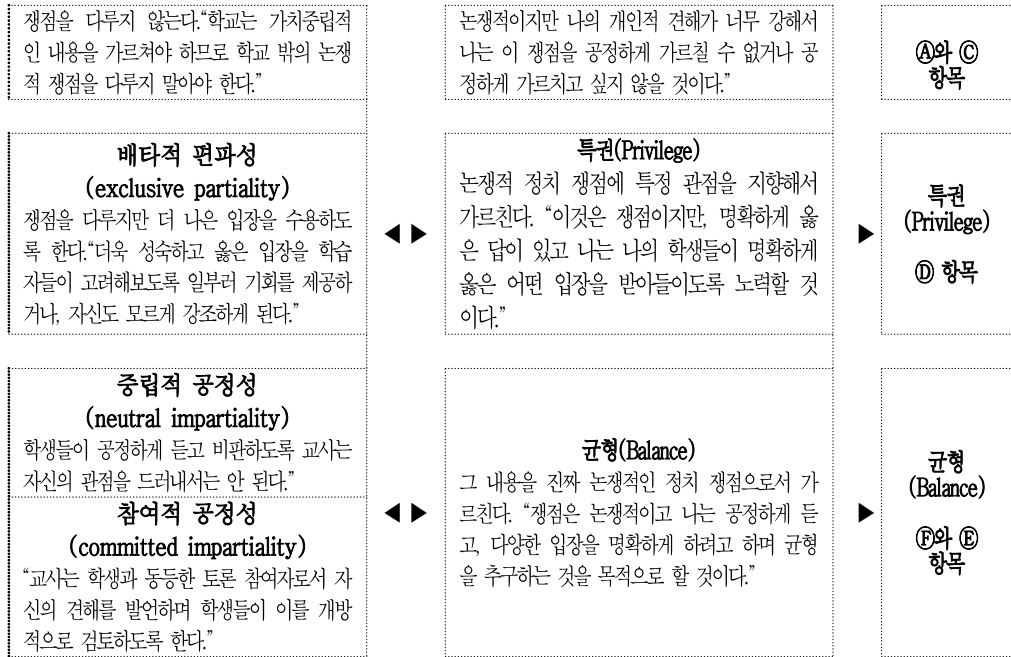 쟁점을 다루지 않는다.“학교는 가치중립적
인 내용을 가르쳐야 하므로 학교 밖의 논쟁
적 쟁점을 다루지 말아야 한다.”
논쟁적이지만 나의 개인적 견해가 너무 강해서
나는 이 쟁점을 공정하게 가르칠 수 없거나 공
정하게 가르치고 싶지 않을 것이다.”
Ⓐ와 Ⓒ
항목
배타적 편파성
(exclusive partiality)
쟁점을 다루지만 더 나은 입장을 수용하도
록 한다.“더욱 성숙하고 옳은 입장을 학습
자들이 고려해보도록 일부러 기회를 제공하
거나, 자신도 모르게 강조하게 된다.”
◀ ▶
특권(Privilege)
논쟁적 정치 쟁점에 특정 관점을 지향해서
가르친다. “이것은 쟁점이지만, 명확하게 옳
은 답이 있고 나는 나의 학생들이 명확하게
옳은 어떤 입장을 받아들이도록 노력할 것
이다.”
▶
특권
(Privilege)
Ⓓ 항목
중립적 공정성
(neutral impartiality)
학생들이 공정하게 듣고 비판하도록 교사는
자신의 관점을 드러내서는 안 된다.”
참여적 공정성
(committed impartiality)
“교사는 학생과 동등한 토론 참여자로서 자
신의 견해를 발언하며 학생들이 이를 개방
적으로 검토하도록 한다.”
◀ ▶
균형(Balance)
그 내용을 진짜 논쟁적인 정치 쟁점으로서 가
르친다. “쟁점은 논쟁적이고 나는 공정하게 듣
고, 다양한 입장을 명확하게 하려고 하며 균형
을 추구하는 것을 목적으로 할 것이다.”
▶
균형
(Balance)
Ⓕ와 Ⓔ
항목